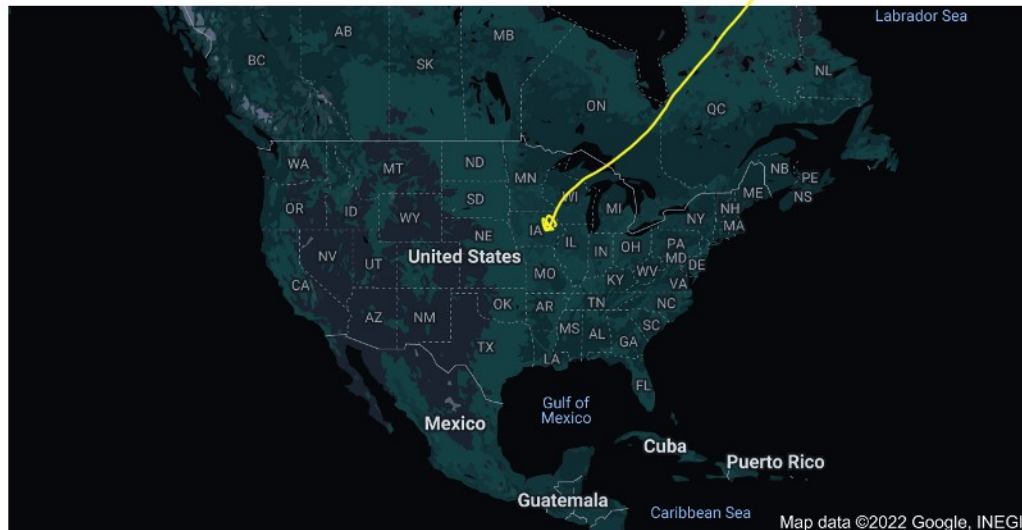 Labrador Sea
AB
MB
BC
SK
NL
ON
QC
WA
MT
ND
MN
NB
PE
OR
ID
SD
WI
ME
NS
WY
MI
NH
NY
MA
NE
IA
IL
IN
OH
PA
MD
DE
NV
UT
United States
CA
MO
KY
WV
VA
AZ
NM
OK
AR
TN
NC
MS
AL
SC
GA
TX
LA
FL
Gulf of
Mexico
Mexico
Cuba
Puerto Rico
Guatemala
Caribbean Sea
Map data ©2022 Google, INEGI